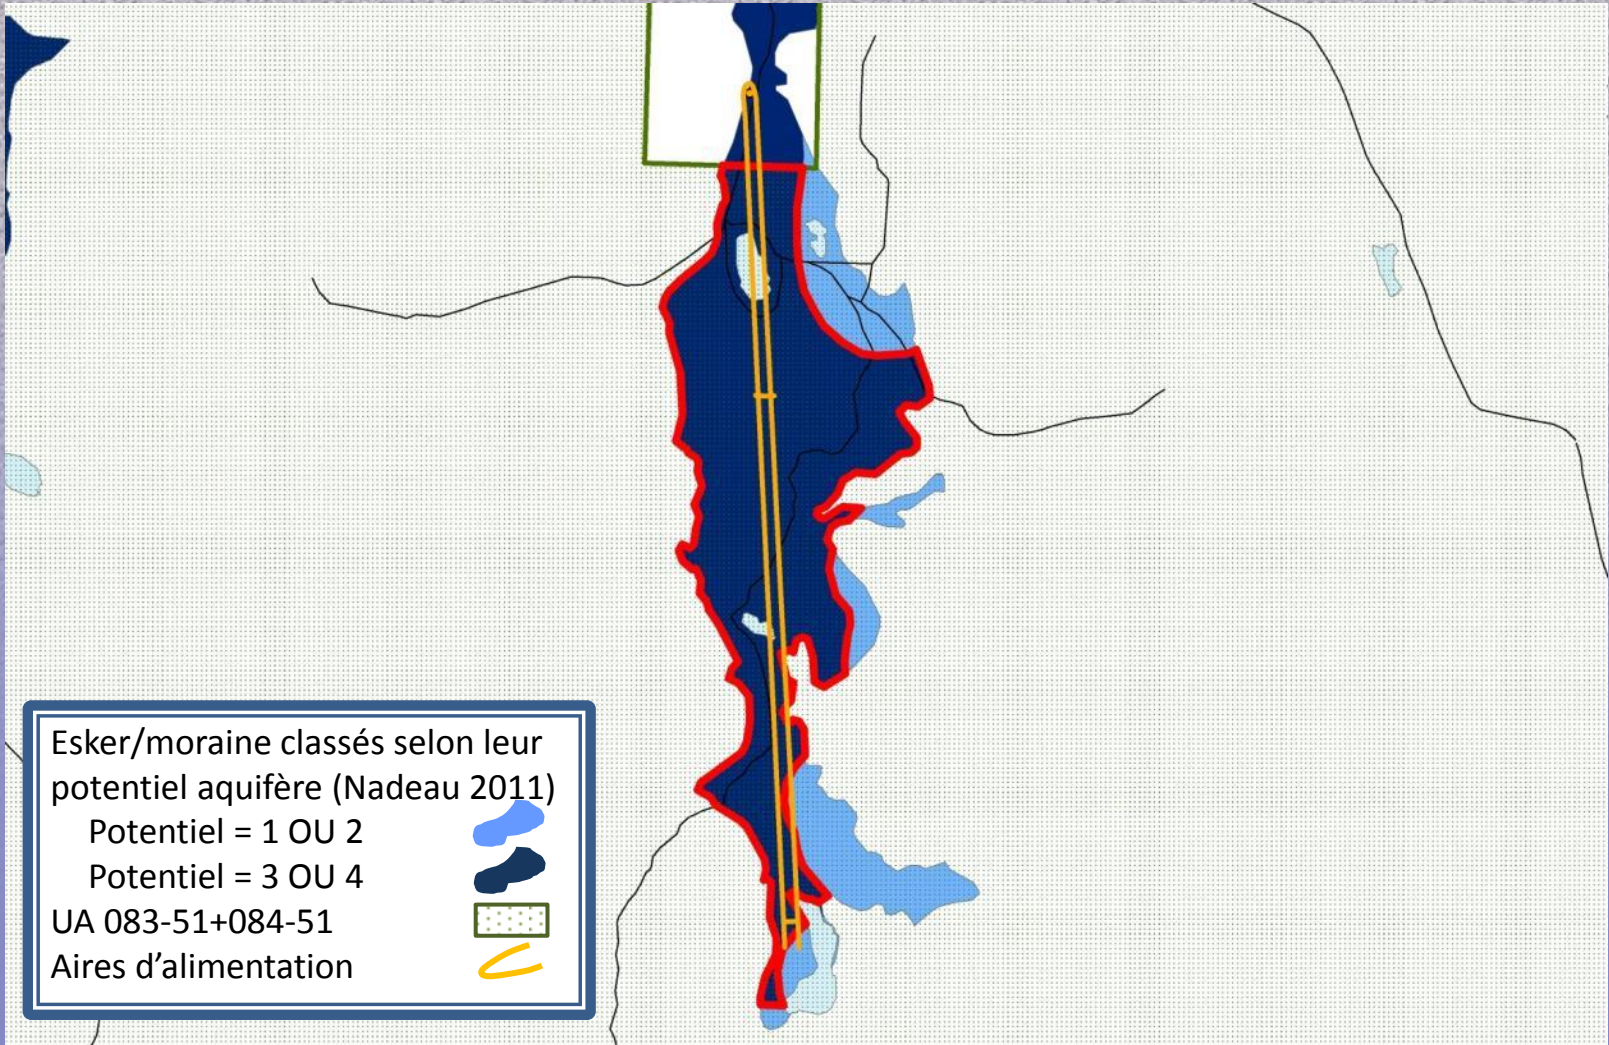 Esker/moraine classés selon leur
potentiel aquifère (Nadeau 2011)
Potentiel = 1 OU 2
Potentiel = 3 OU 4
UA 083-51+084-51
Aires d’alimentation